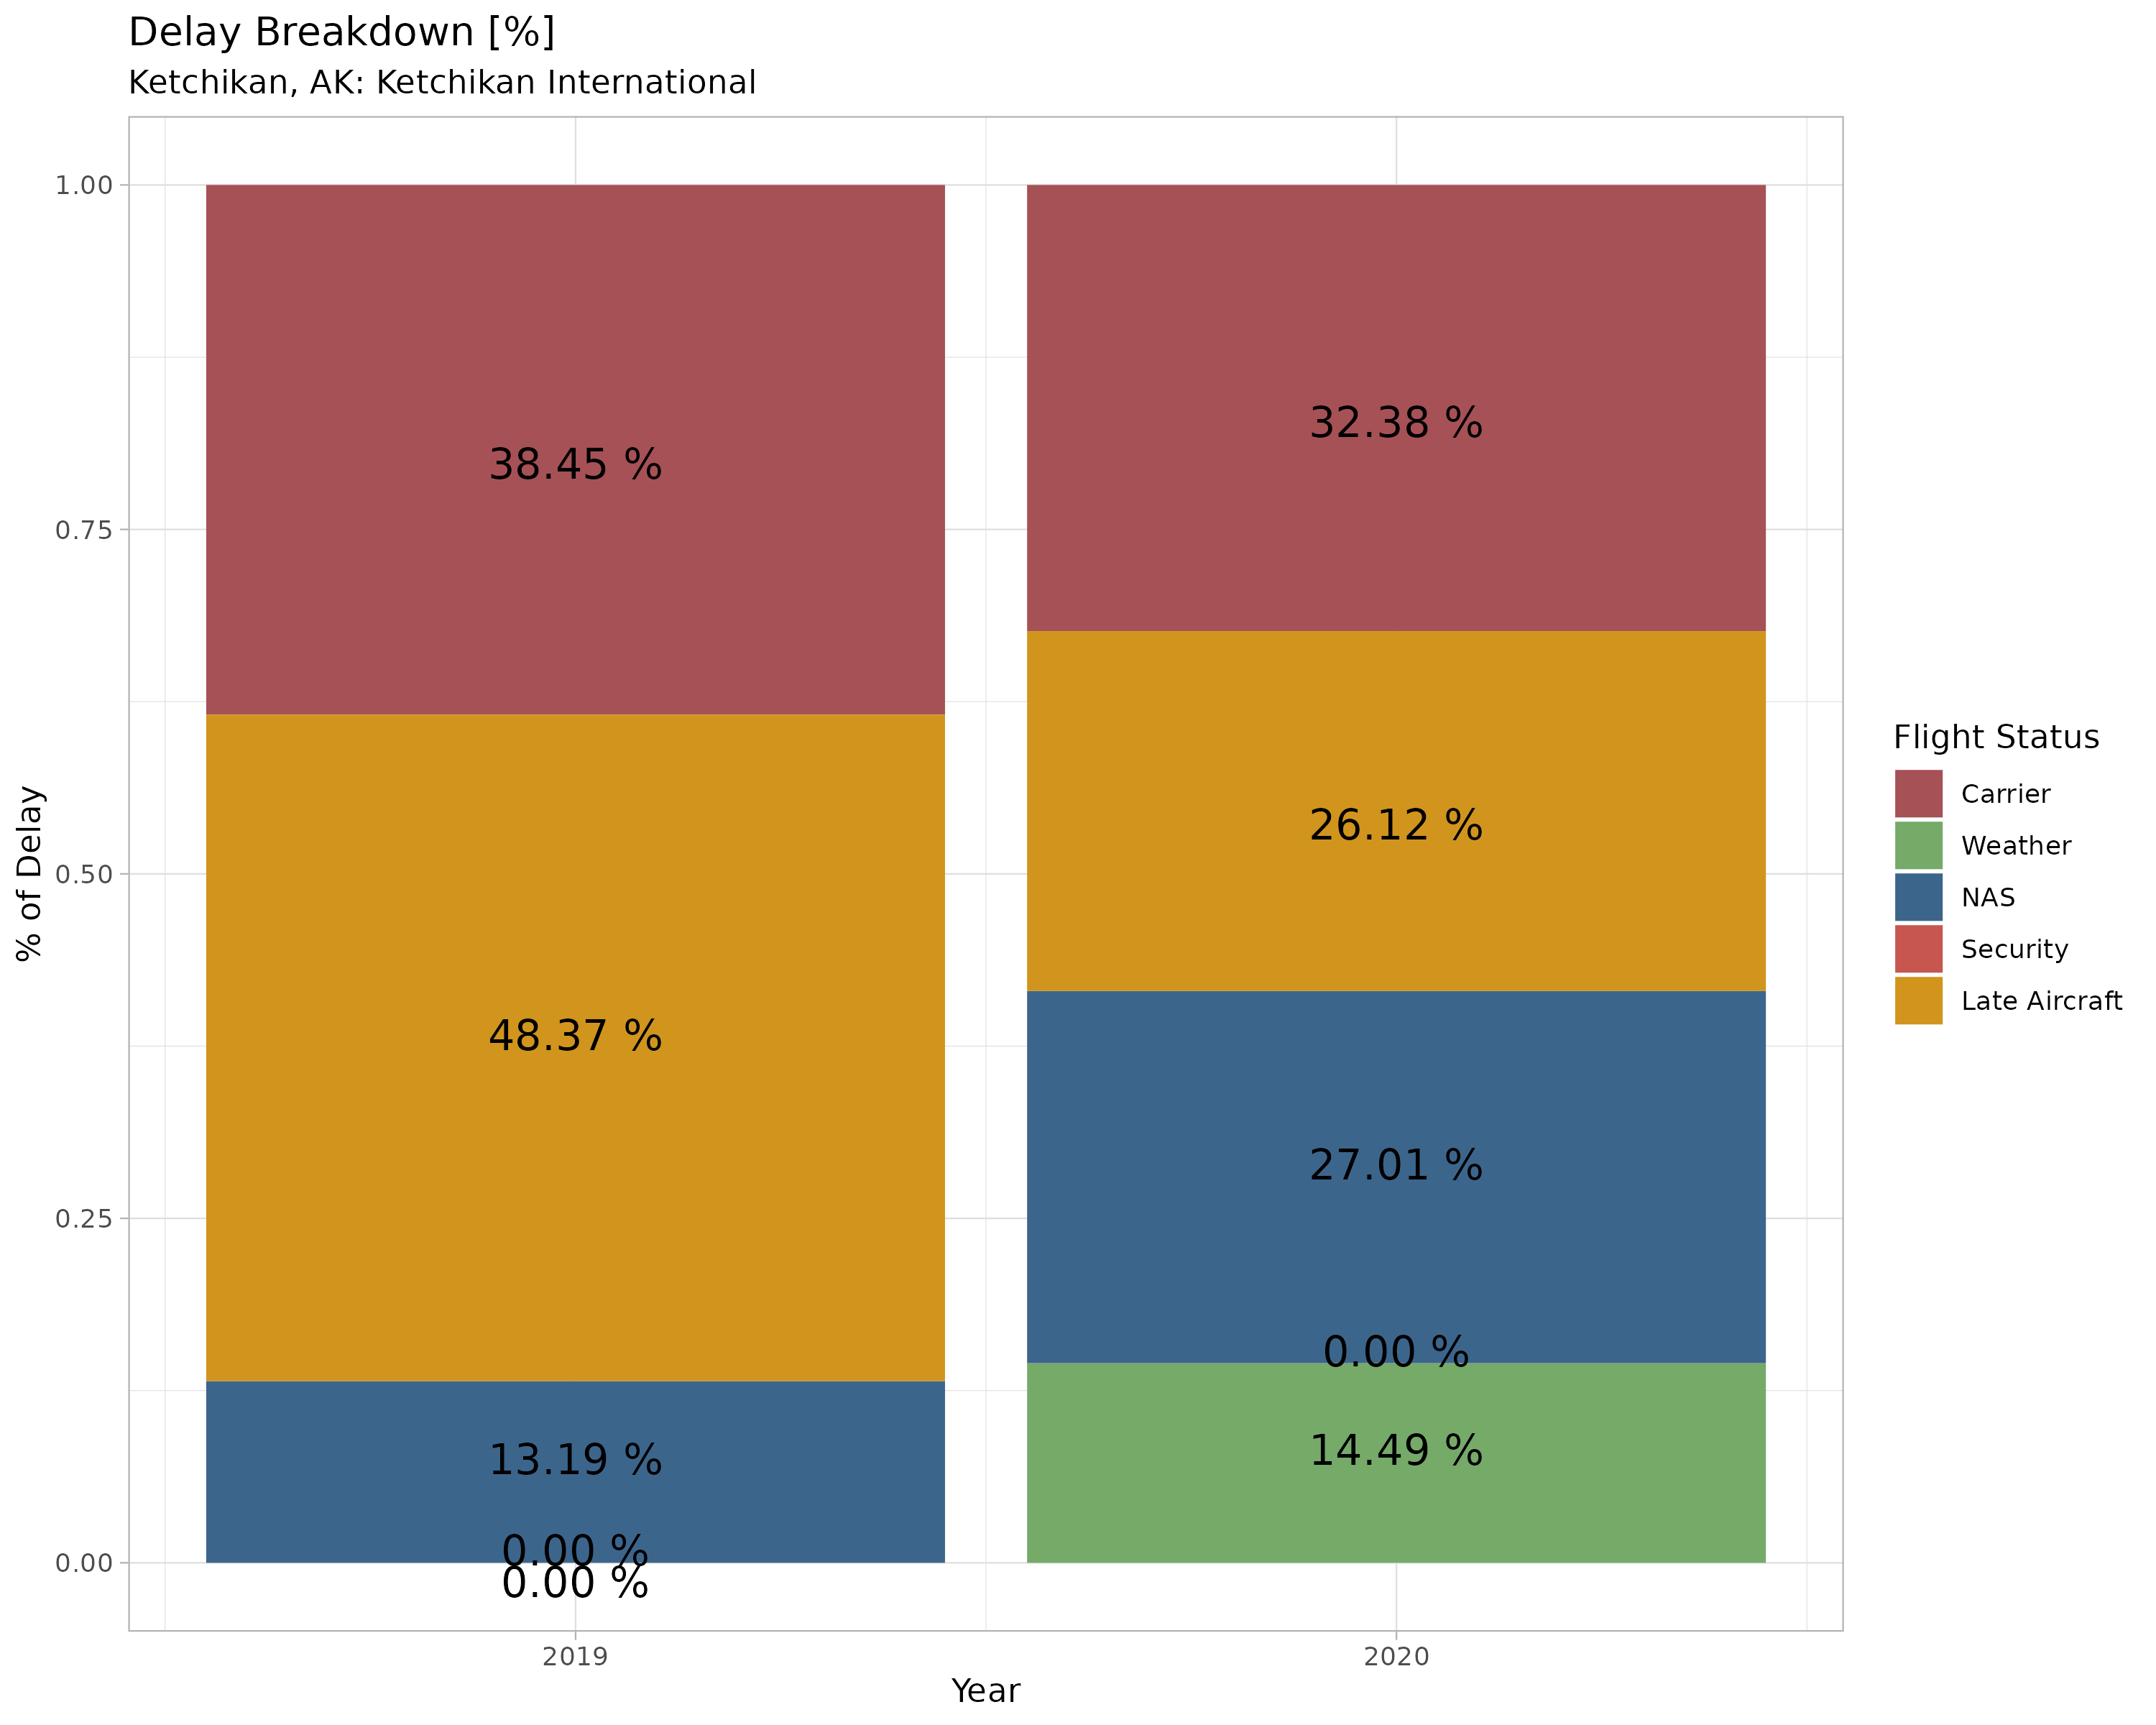 Delay Breakdown [%]
Ketchikan, AK: Ketchikan International
% of Delay
1.00
0.75
0.50
0.25
0.00
38.45 %
48.37 %
13.19 %
0.00 %
0.00 %
32.38 %
26.12 %
27.01 %
0.00 %
14.49 %
2019
2020
Year
Flight Status
Carrier
Weather
NAS
Security
Late Aircraft